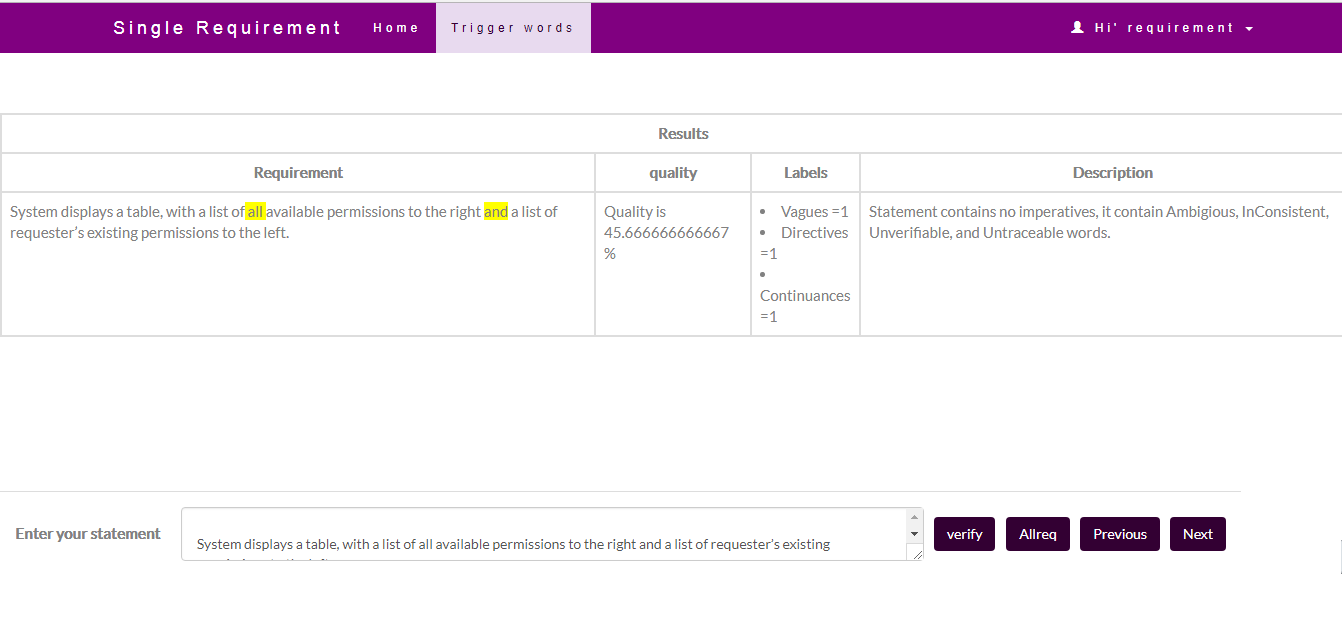 Single Requirement Home Trigger words Hi' requirement
Results
Requirement quality Labels Description
System displays a table, with a list of all available permissions to the right and a list of
requester’s existing permissions to the left.
Quality is
45.666666666667
%
• Vagues =1
• Directives
=1
•
Continuances
=1
Statement contains no imperatives, it contain Ambigious, InConsistent,
Unverifiable, and Untraceable words.
Enter your statement
System displays a table, with a list of all available permissions to the right and a list of requester’s existing
verify Allreq Previous Next